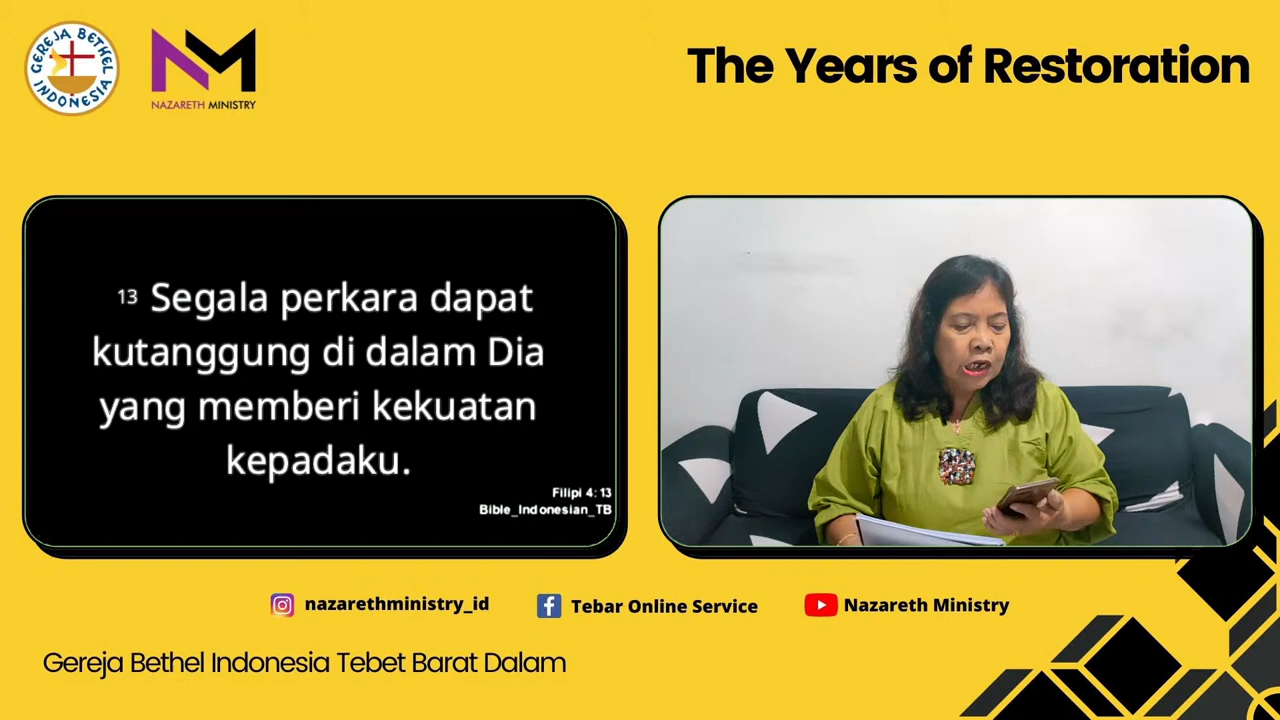 GEREJA BETHEL INDONESIA
NM
NAZARETH MINISTRY
The Years of Restoration
13 Segala perkara dapat
kutanggung di dalam Dia
yang memberi kekuatan
kepadaku.
Filipi 4:13
Bible_Indonesian_TB
nazarethministry_id
Tebar Online Service
Nazareth Ministry
Gereja Bethel Indonesia Tebet Barat Dalam